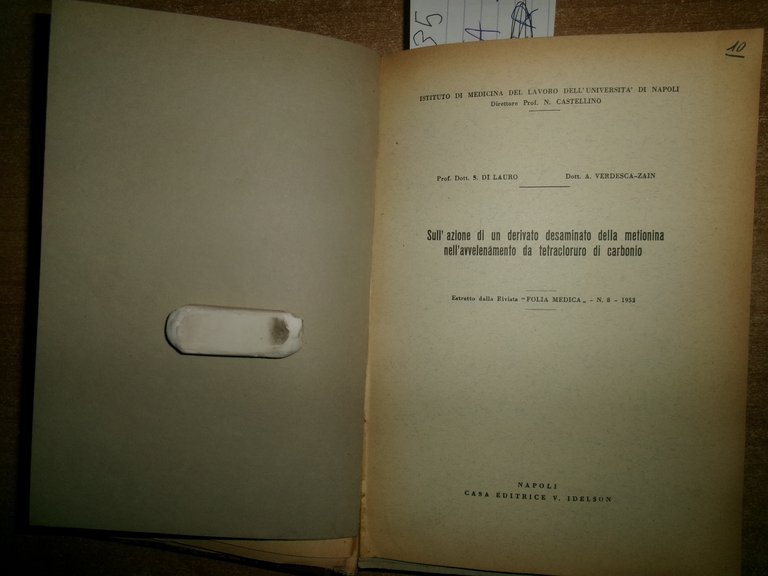 35
A
10
ISTITUTO DI MEDICINA DEL LAVORO DELL'UNIVERSITA' DI NAPOLI
Direttore Prof. N. CASTELLINO
Prof. Dott. S. DI LAURO Dott. A. VERDESCA-ZAIN
Sull' azione di un derivato desaminato della metionina
nell'avvelenamento da tetracloruro di carbonio
Estratto dalla Rivista "FOLIA MEDICA„ - N. 8 - 1953
NAPOLI
CASA EDITRICE V. IDELSON